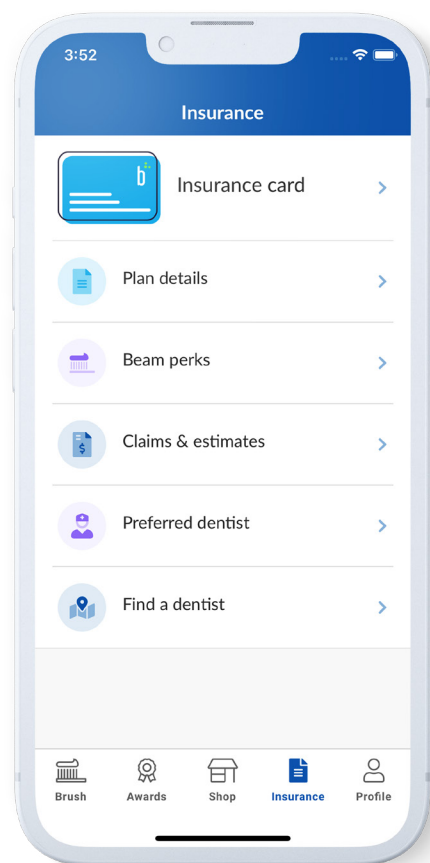 3:52
Insurance
b
Insurance card
Plan details
Beam perks
Claims & estimates
$
Preferred dentist
Find a dentist
Brush Awards Shop Insurance Profile